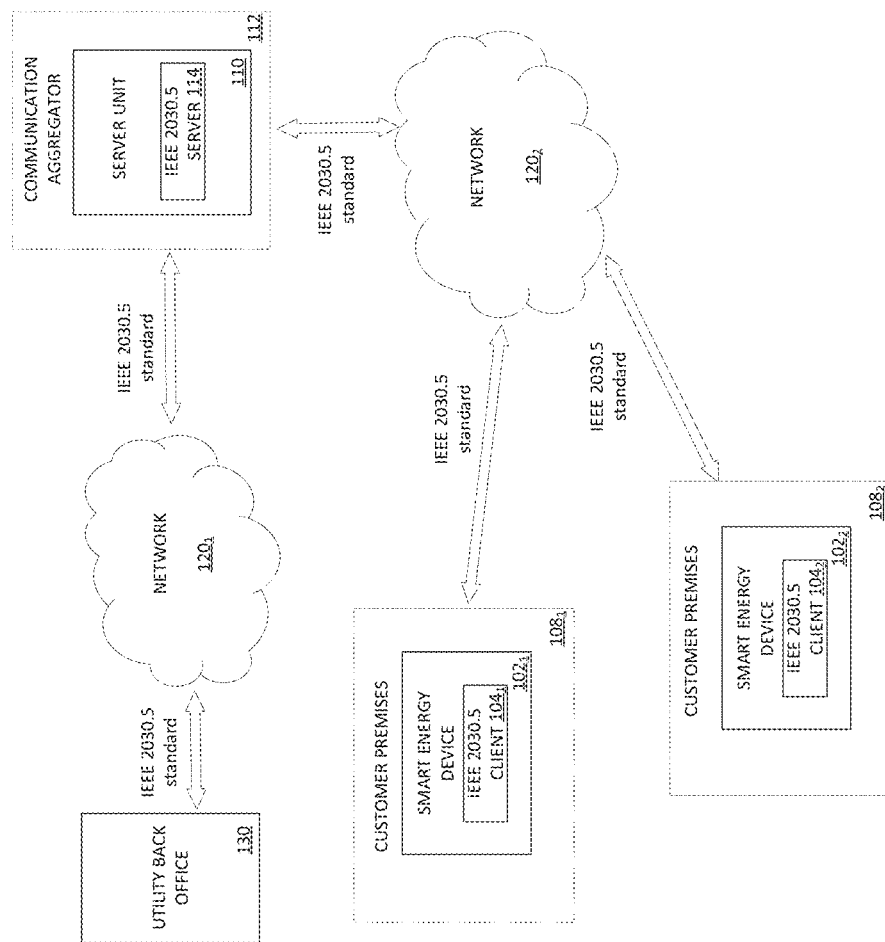 UTILITY BACK
OFFICE
130
IEEE 2030.5
standard
NETWORK
120₁
IEEE 2030.5
standard
COMMUNICATION
AGGREGATOR
SERVER UNIT
IEEE 2030.5
SERVER 114
110
112
IEEE 2030.5
standard
NETWORK
120₂
IEEE 2030.5
standard
IEEE 2030.5
standard
CUSTOMER PREMISES
SMART ENERGY
DEVICE
IEEE 2030.5
CLIENT 104₁
102₁
108₁
CUSTOMER PREMISES
SMART ENERGY
DEVICE
IEEE 2030.5
CLIENT 104₂
102₂
108₂